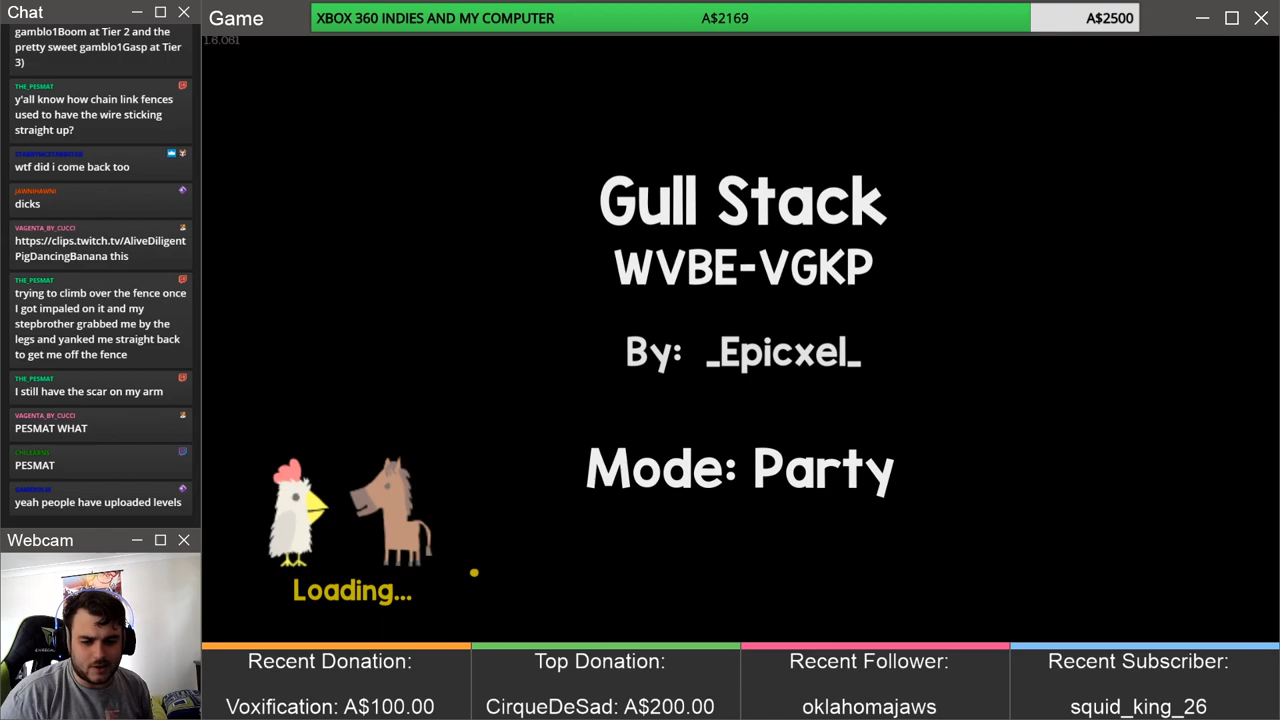 Chat
gamblo1Boom at Tier 2 and the
pretty sweet gamblo1Gasp at Tier
3)
THE_PESMAT
y'all know how chain link fences
used to have the wire sticking
straight up?
wtf did i come back too
JAWNIHAWNI
dicks
VAGENTA_BY_CUCCI
https://clips.twitch.tv/AliveDiligent
PigDancingBanana this
THE_PESMAT
trying to climb over the fence once
I got impaled on it and my
stepbrother grabbed me by the
legs and yanked me straight back
to get me off the fence
THE_PESMAT
I still have the scar on my arm
VAGENTA_BY_CUCCI
PESMAT WHAT
PESMAT
yeah people have uploaded levels
Webcam
Game
XBOX 360 INDIES AND MY COMPUTER
A$2169
A$2500
1.6.061
Gull Stack
WVBE-VGKP
By: _Epicxel_
Mode: Party
Loading...
Recent Donation:
Voxification: A$100.00
Top Donation:
CirqueDeSad: A$200.00
Recent Follower:
oklahomajaws
Recent Subscriber:
squid_king_26